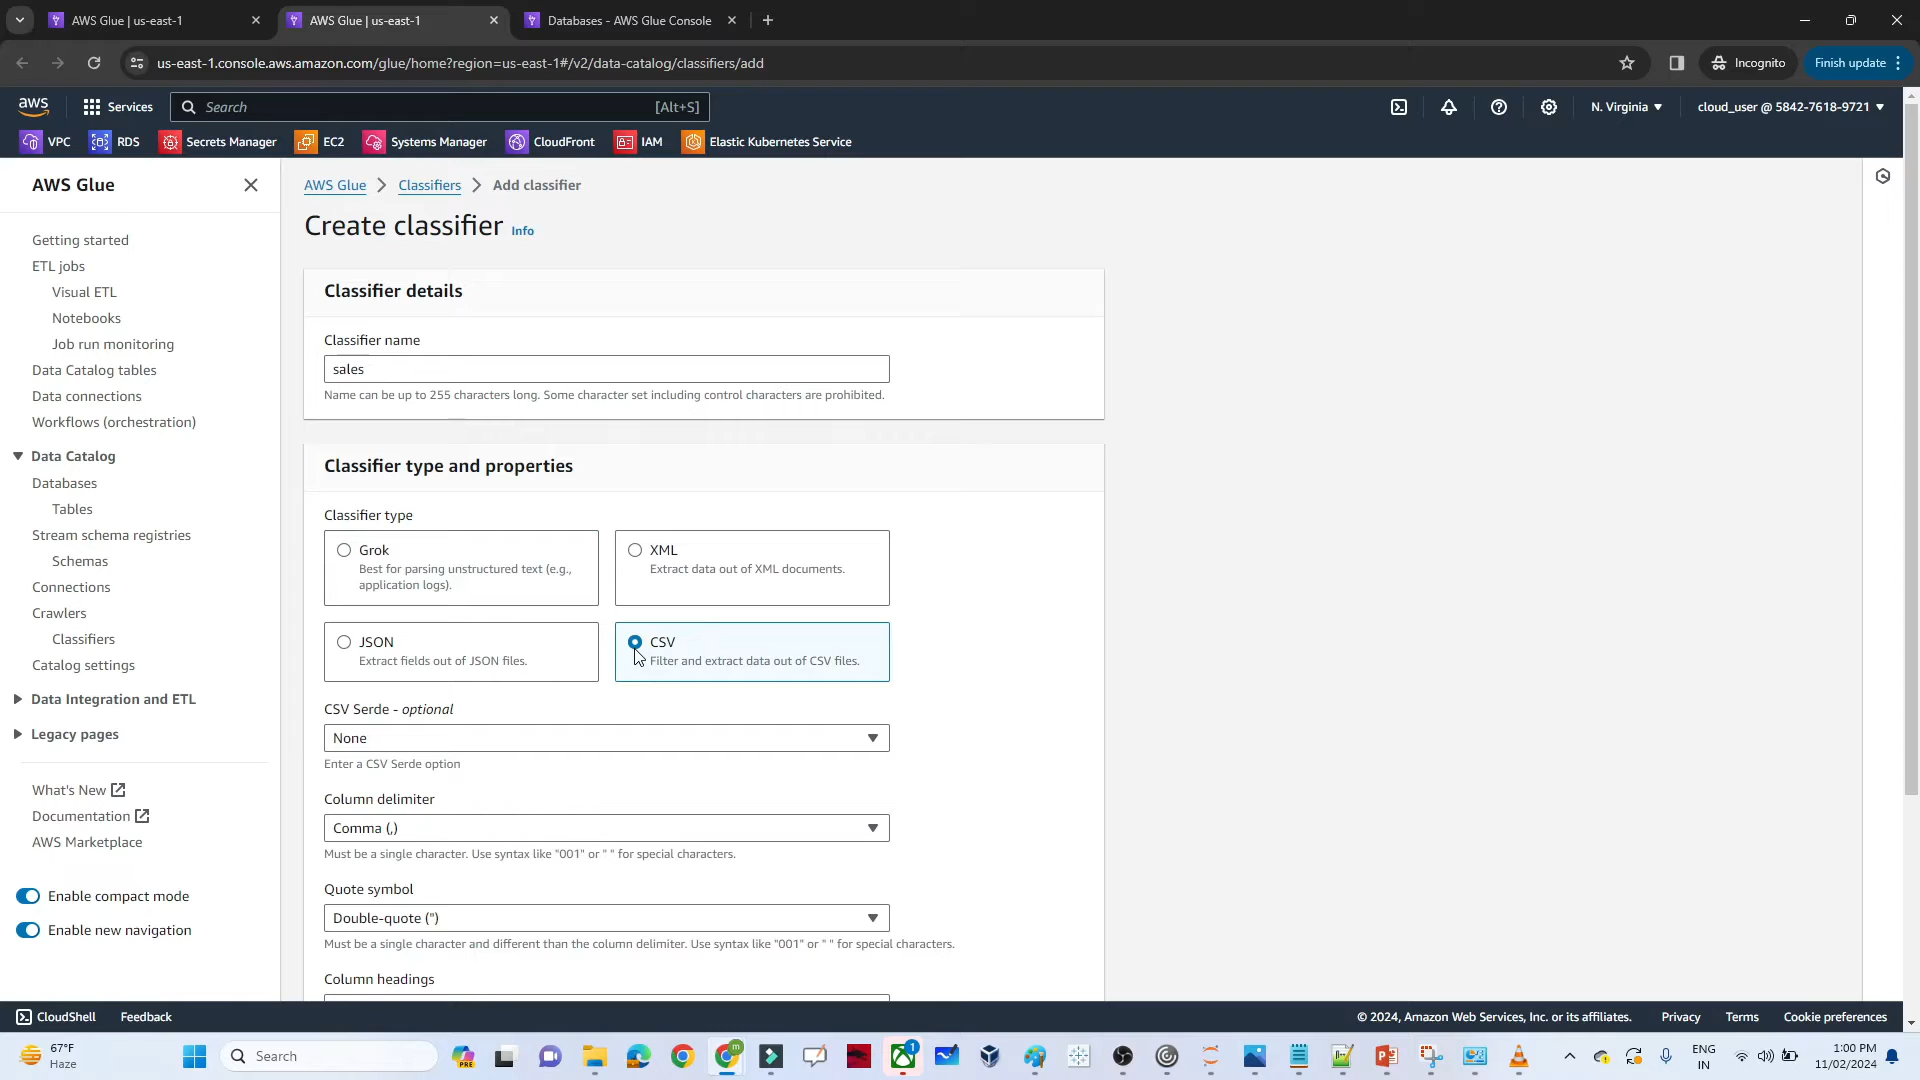 AWS Glue | us-east-1
AWS Glue | us-east-1
Databases - AWS Glue Console
us-east-1.console.aws.amazon.com/glue/home?region=us-east-1#/v2/data-catalog/classifiers/add
Incognito
Finish update
aws
Services
Search
[Alt+S]
N. Virginia
cloud_user @ 5842-7618-9721
VPC
RDS
Secrets Manager
EC2
Systems Manager
CloudFront
IAM
Elastic Kubernetes Service
AWS Glue
Getting started
ETL jobs
Visual ETL
Notebooks
Job run monitoring
Data Catalog tables
Data connections
Workflows (orchestration)
Data Catalog
Databases
Tables
Stream schema registries
Schemas
Connections
Crawlers
Classifiers
Catalog settings
Data Integration and ETL
Legacy pages
What's New
Documentation
AWS Marketplace
Enable compact mode
Enable new navigation
AWS Glue
Classifiers
Add classifier
Create classifier Info
Classifier details
Classifier name
sales
Name can be up to 255 characters long. Some character set including control characters are prohibited.
Classifier type and properties
Classifier type
Grok
Best for parsing unstructured text (e.g.,
application logs).
XML
Extract data out of XML documents.
JSON
Extract fields out of JSON files.
CSV
Filter and extract data out of CSV files.
CSV Serde - optional
None
Enter a CSV Serde option
Column delimiter
Comma (,)
Must be a single character. Use syntax like "001" or " " for special characters.
Quote symbol
Double-quote (")
Must be a single character and different than the column delimiter. Use syntax like "001" or " " for special characters.
Column headings
CloudShell
Feedback
© 2024, Amazon Web Services, Inc. or its affiliates.
Privacy
Terms
Cookie preferences
67°F
Haze
Search
PRE
m
1
ENG
IN
1:00 PM
11/02/2024